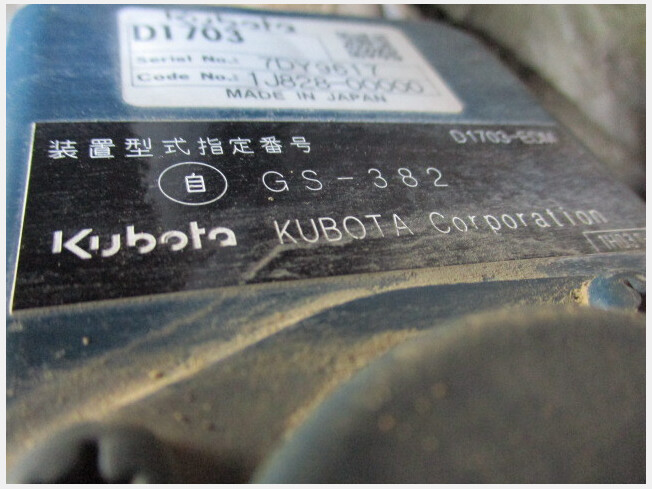 Kubota
D1703
Serial No.: 7DY9517
Code No.: 1J828-00000
MADE IN JAPAN
装置型式指定番号 D1703-EDM
自 GS-382
Kubota KUBOTA Corporation